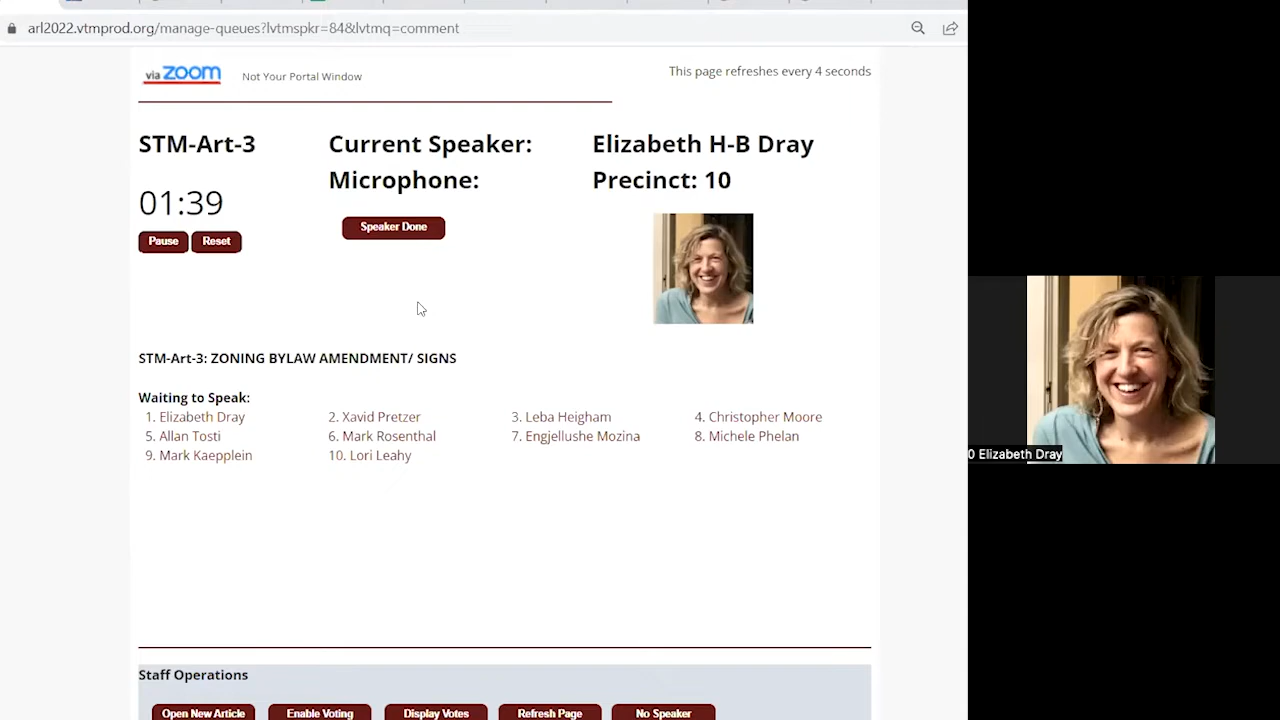 arl2022.vtmprod.org/manage-queues?lvtmspkr=84&lvtmq=comment
via zoom
Not Your Portal Window
This page refreshes every 4 seconds
STM-Art-3
Current Speaker:
Elizabeth H-B Dray
Microphone:
Precinct: 10
01:39
Pause
Reset
Speaker Done
STM-Art-3: ZONING BYLAW AMENDMENT/ SIGNS
Waiting to Speak:
1. Elizabeth Dray
2. Xavid Pretzer
3. Leba Heigham
4. Christopher Moore
5. Allan Tosti
6. Mark Rosenthal
7. Engjellushe Mozina
8. Michele Phelan
9. Mark Kaepplein
10. Lori Leahy
0 Elizabeth Dray
Staff Operations
Open New Article
Enable Voting
Display Votes
Refresh Page
No Speaker